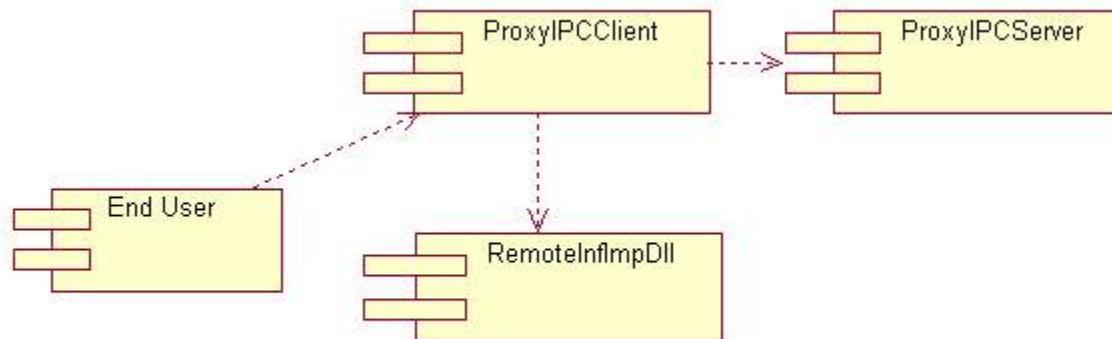 ProxyIPCClient
ProxyIPCServer
End User
RemoteInfImpDll